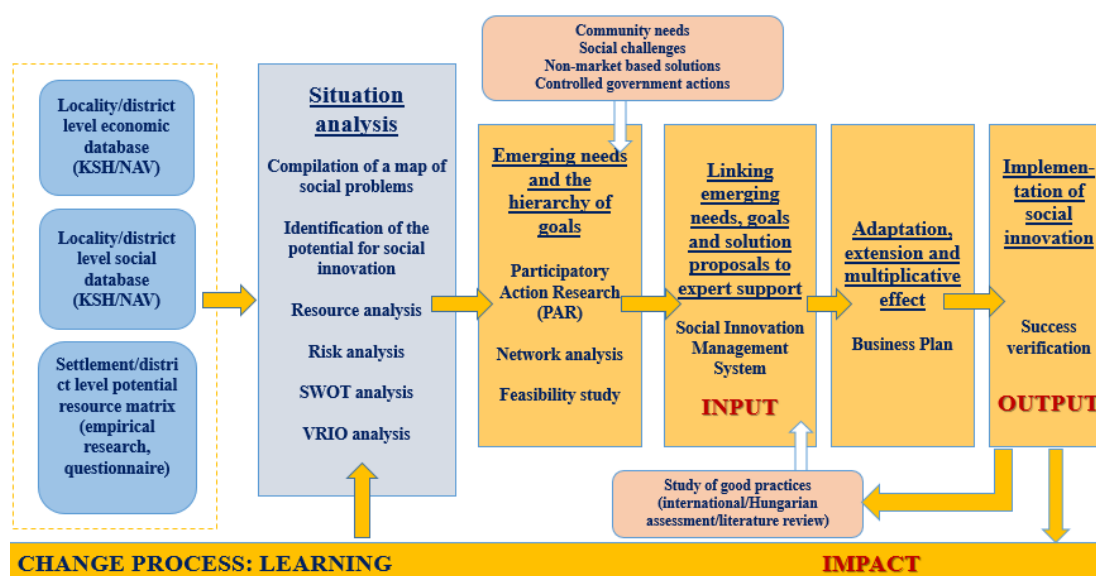 Community needs
Social challenges
Non-market based solutions
Controlled government actions
Locality/district
level economic
database
(KSH/NAV)
Locality/district
level social
database
(KSH/NAV)
Settlement/distri
ct level potential
resource matrix
(empirical
research,
questionnaire)
Situation
analysis
Compilation of a map of
social problems
Identification of the
potential for social
innovation
Resource analysis
Risk analysis
SWOT analysis
VRIO analysis
Emerging needs
and the
hierarchy of
goals
Participatory
Action Research
(PAR)
Network analysis
Feasibility study
Linking
emerging
needs, goals
and solution
proposals to
expert support
Social Innovation
Management
System
INPUT
Adaptation,
extension and
multiplicative
effect
Business Plan
Implemen-
tation of
social
innovation
Success
verification
OUTPUT
Study of good practices
(international/Hungarian
assessment/literature review)
CHANGE PROCESS: LEARNING
IMPACT